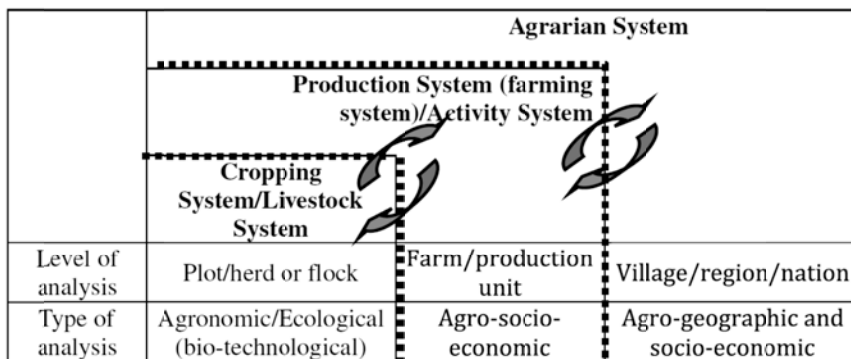 Agrarian System
Production System (farming
system)/Activity System
Cropping
System/Livestock
System
Level of
analysis
Plot/herd or flock
Farm/production
unit
Village/region/nation
Type of
analysis
Agronomic/Ecological
(bio-technological)
Agro-socio-
economic
Agro-geographic and
socio-economic